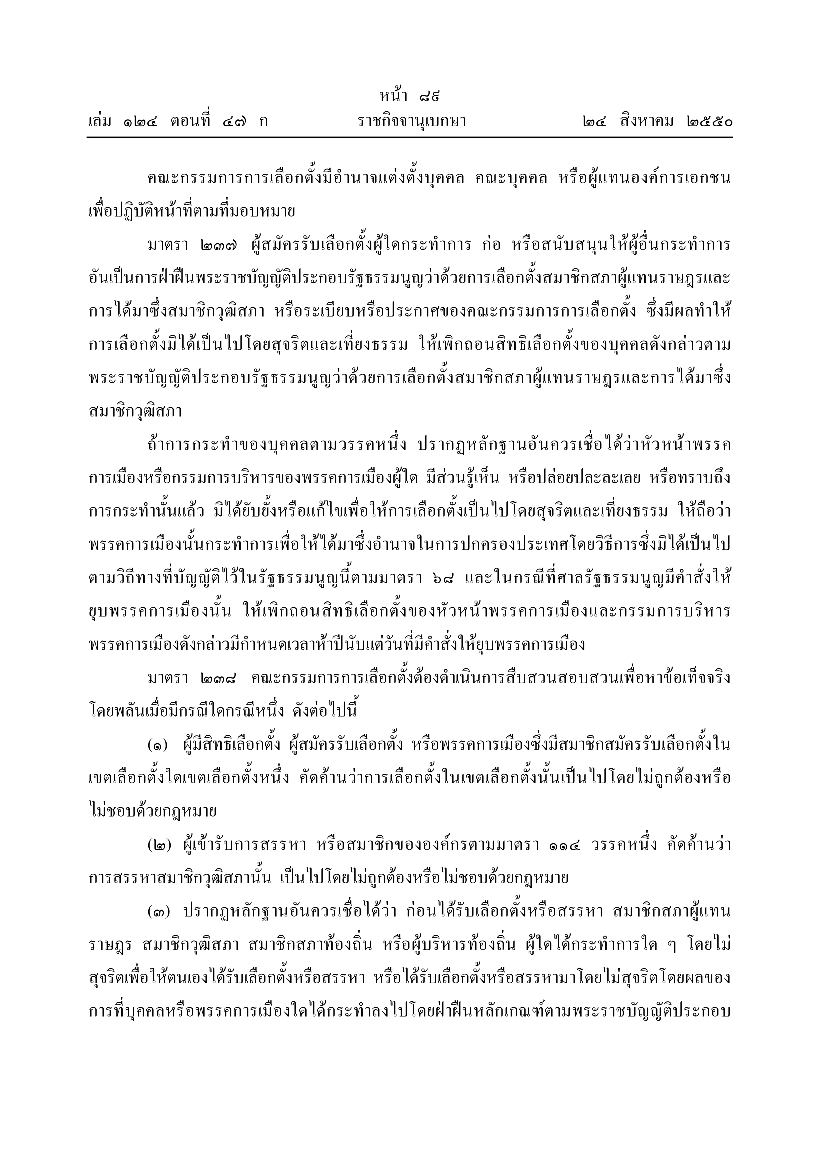 หน้า ๘๙
เล่ม ๑๒๔ ตอนที่ ๔๗ ก ราชกิจจานุเบกษา ๒๔ สิงหาคม ๒๕๕๐
คณะกรรมการการเลือกตั้งมีอำนาจแต่งตั้งบุคคล คณะบุคคล หรือผู้แทนองค์การเอกชน
เพื่อปฏิบัติหน้าที่ตามที่มอบหมาย
มาตรา ๒๓๗ ผู้สมัครรับเลือกตั้งผู้ใดกระทำการ ก่อ หรือสนับสนุนให้ผู้อื่นกระทำการ
อันเป็นการฝ่าฝืนพระราชบัญญัติประกอบรัฐธรรมนูญว่าด้วยการเลือกตั้งสมาชิกสภาผู้แทนราษฎรและ
การได้มาซึ่งสมาชิกวุฒิสภา หรือระเบียบหรือประกาศของคณะกรรมการการเลือกตั้ง ซึ่งมีผลทำให้
การเลือกตั้งมิได้เป็นไปโดยสุจริตและเที่ยงธรรม ให้เพิกถอนสิทธิเลือกตั้งของบุคคลดังกล่าวตาม
พระราชบัญญัติประกอบรัฐธรรมนูญว่าด้วยการเลือกตั้งสมาชิกสภาผู้แทนราษฎรและการได้มาซึ่ง
สมาชิกวุฒิสภา
ถ้าการกระทำของบุคคลตามวรรคหนึ่ง ปรากฏหลักฐานอันควรเชื่อได้ว่าหัวหน้าพรรค
การเมืองหรือกรรมการบริหารของพรรคการเมืองผู้ใด มีส่วนรู้เห็น หรือปล่อยปละละเลย หรือทราบถึง
การกระทำนั้นแล้ว มิได้ยับยั้งหรือแก้ไขเพื่อให้การเลือกตั้งเป็นไปโดยสุจริตและเที่ยงธรรม ให้ถือว่า
พรรคการเมืองนั้นกระทำการเพื่อให้ได้มาซึ่งอำนาจในการปกครองประเทศโดยวิธีการซึ่งมิได้เป็นไป
ตามวิถีทางที่บัญญัติไว้ในรัฐธรรมนูญนี้ตามมาตรา ๖๘ และในกรณีที่ศาลรัฐธรรมนูญมีคำสั่งให้
ยุบพรรคการเมืองนั้น ให้เพิกถอนสิทธิเลือกตั้งของหัวหน้าพรรคการเมืองและกรรมการบริหาร
พรรคการเมืองดังกล่าวมีกำหนดเวลาห้าปีนับแต่วันที่มีคำสั่งให้ยุบพรรคการเมือง
มาตรา ๒๓๘ คณะกรรมการการเลือกตั้งต้องดำเนินการสืบสวนสอบสวนเพื่อหาข้อเท็จจริง
โดยพลันเมื่อมีกรณีใดกรณีหนึ่ง ดังต่อไปนี้
(๑) ผู้มีสิทธิเลือกตั้ง ผู้สมัครรับเลือกตั้ง หรือพรรคการเมืองซึ่งมีสมาชิกสมัครรับเลือกตั้งใน
เขตเลือกตั้งใดเขตเลือกตั้งหนึ่ง คัดค้านว่าการเลือกตั้งในเขตเลือกตั้งนั้นเป็นไปโดยไม่ถูกต้องหรือ
ไม่ชอบด้วยกฎหมาย
(๒) ผู้เข้ารับการสรรหา หรือสมาชิกขององค์กรตามมาตรา ๑๑๔ วรรคหนึ่ง คัดค้านว่า
การสรรหาสมาชิกวุฒิสภานั้น เป็นไปโดยไม่ถูกต้องหรือไม่ชอบด้วยกฎหมาย
(๓) ปรากฏหลักฐานอันควรเชื่อได้ว่า ก่อนได้รับเลือกตั้งหรือสรรหา สมาชิกสภาผู้แทน
ราษฎร สมาชิกวุฒิสภา สมาชิกสภาท้องถิ่น หรือผู้บริหารท้องถิ่น ผู้ใดได้กระทำการใด ๆ โดยไม่
สุจริตเพื่อให้ตนเองได้รับเลือกตั้งหรือสรรหา หรือได้รับเลือกตั้งหรือสรรหามาโดยไม่สุจริตโดยผลของ
การที่บุคคลหรือพรรคการเมืองใดได้กระทำลงไปโดยฝ่าฝืนหลักเกณฑ์ตามพระราชบัญญัติประกอบ